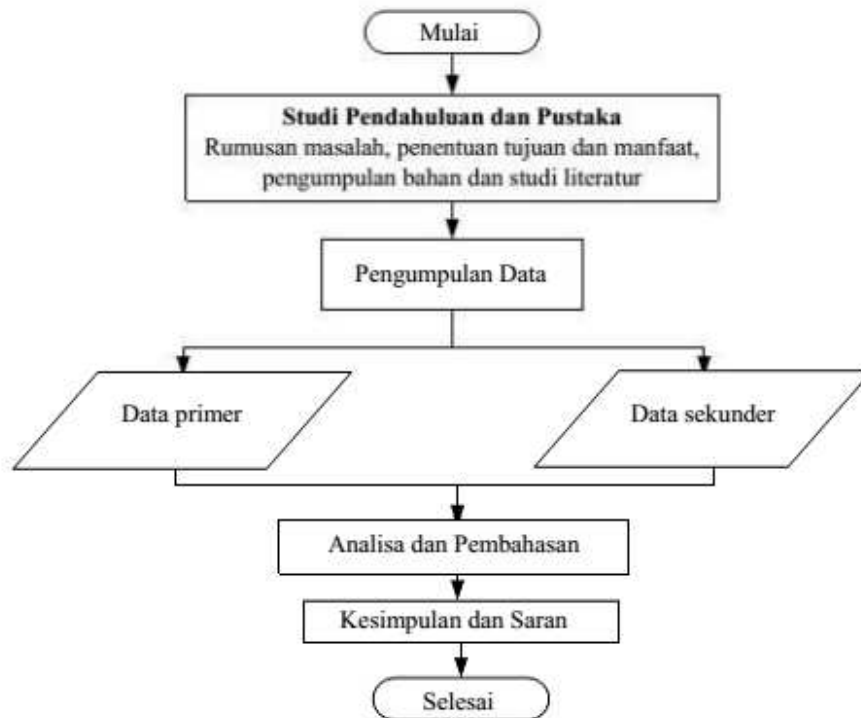 Mulai
Studi Pendahuluan dan Pustaka
Rumusan masalah, penentuan tujuan dan manfaat,
pengumpulan bahan dan studi literatur
Pengumpulan Data
Data primer
Data sekunder
Analisa dan Pembahasan
Kesimpulan dan Saran
Selesai